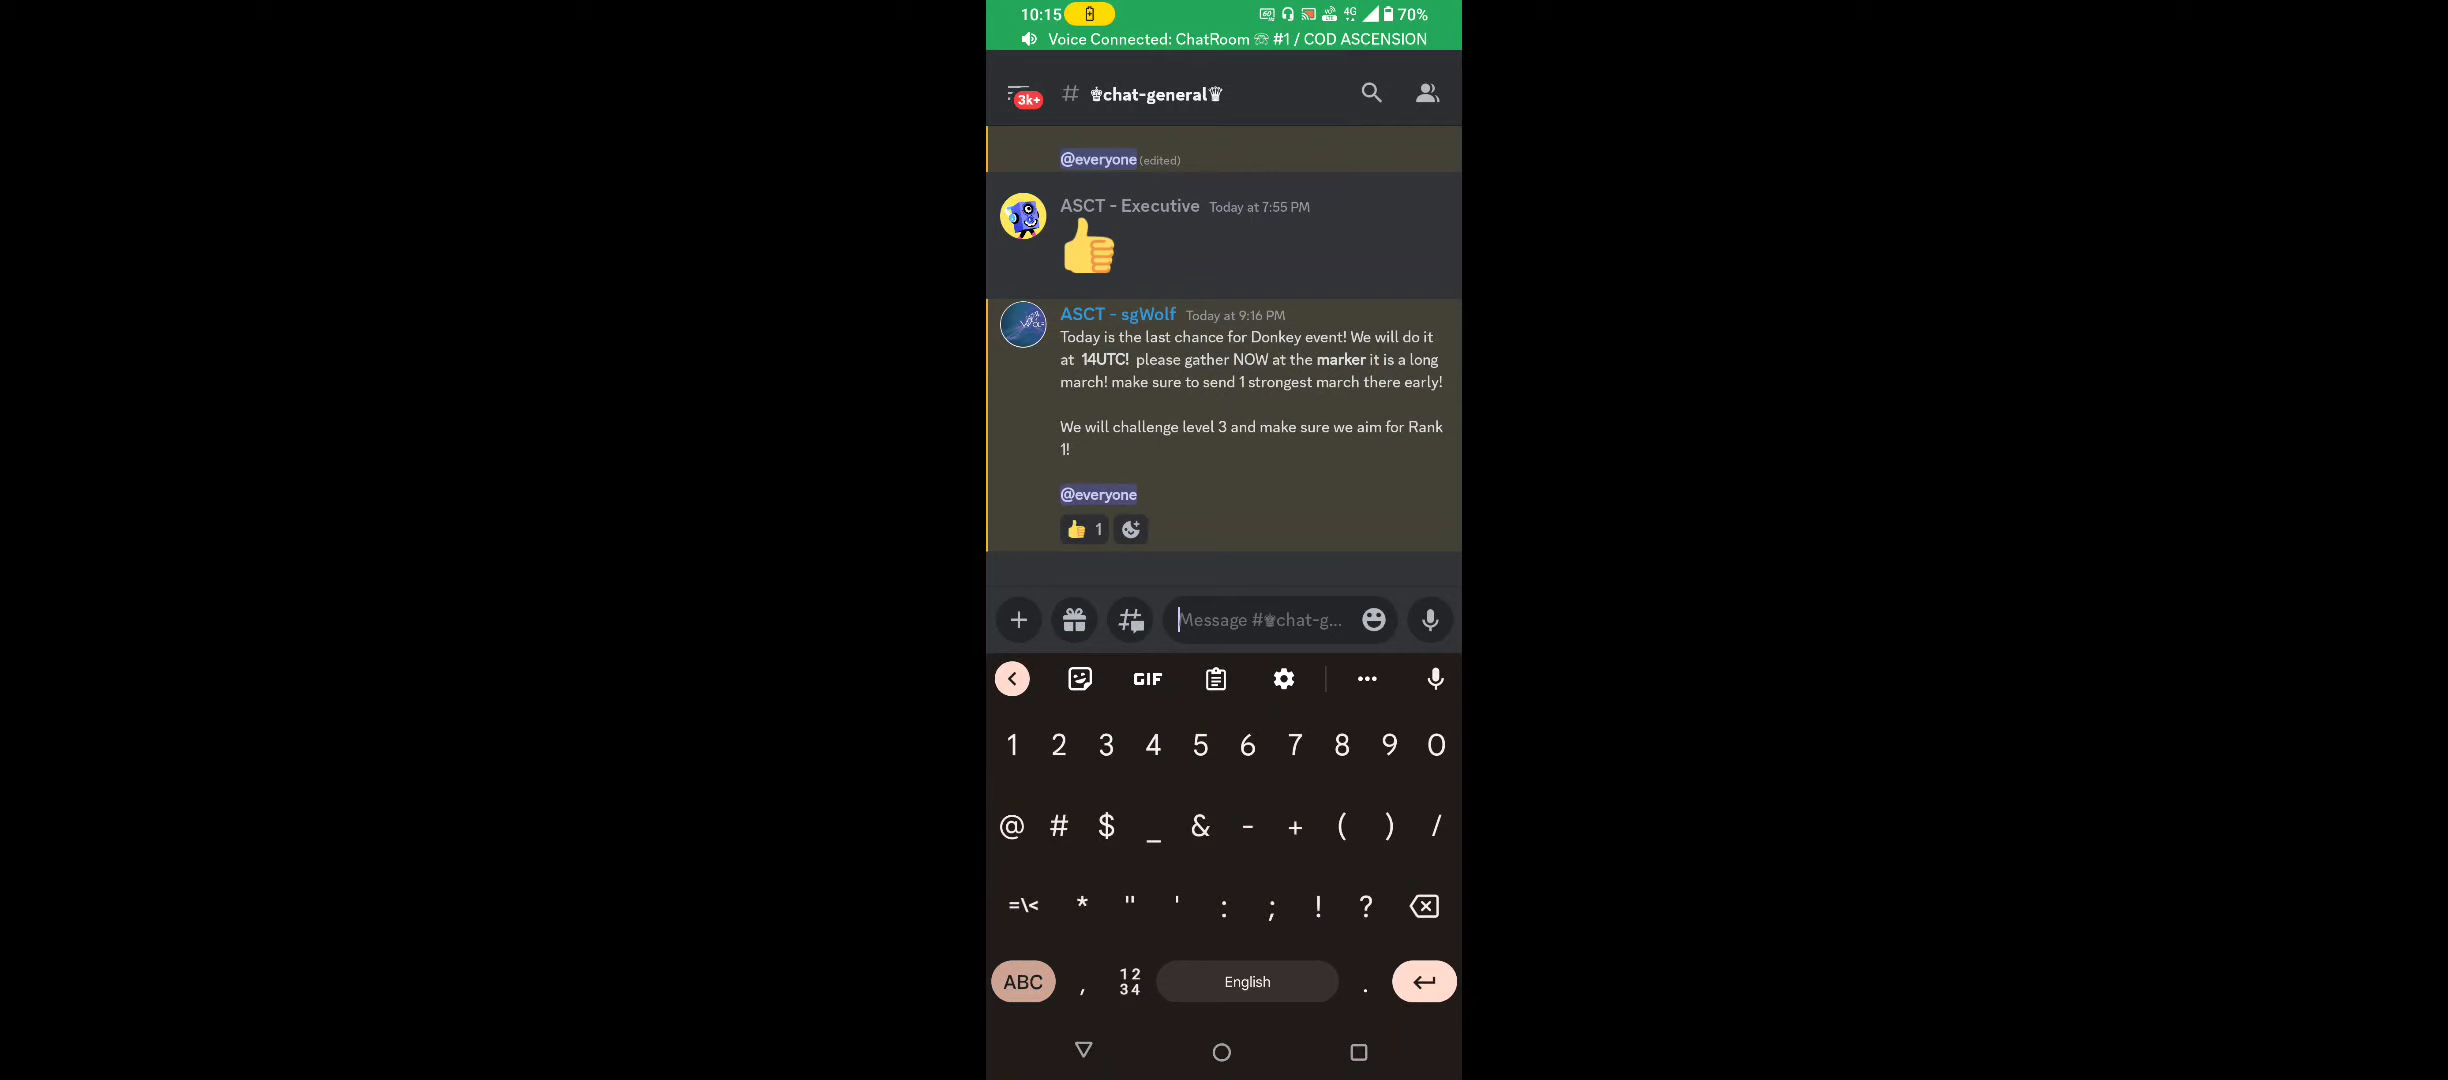 10:15 60 4G 70%
Voice Connected: ChatRoom ☏ #1 / COD ASCENSION
3k+ # ♚chat-general♛
@everyone (edited)
ASCT - Executive Today at 7:55 PM
ASCT - sgWolf Today at 9:16 PM
Today is the last chance for Donkey event! We will do it
at 14UTC! please gather NOW at the marker it is a long
march! make sure to send 1 strongest march there early!
We will challenge level 3 and make sure we aim for Rank
1!
@everyone
👍 1
Message #♚chat-g...
GIF
1 2 3 4 5 6 7 8 9 0
@ # $ _ & - + ( ) /
=\< * " ' : ; ! ?
ABC , 12 34 English .